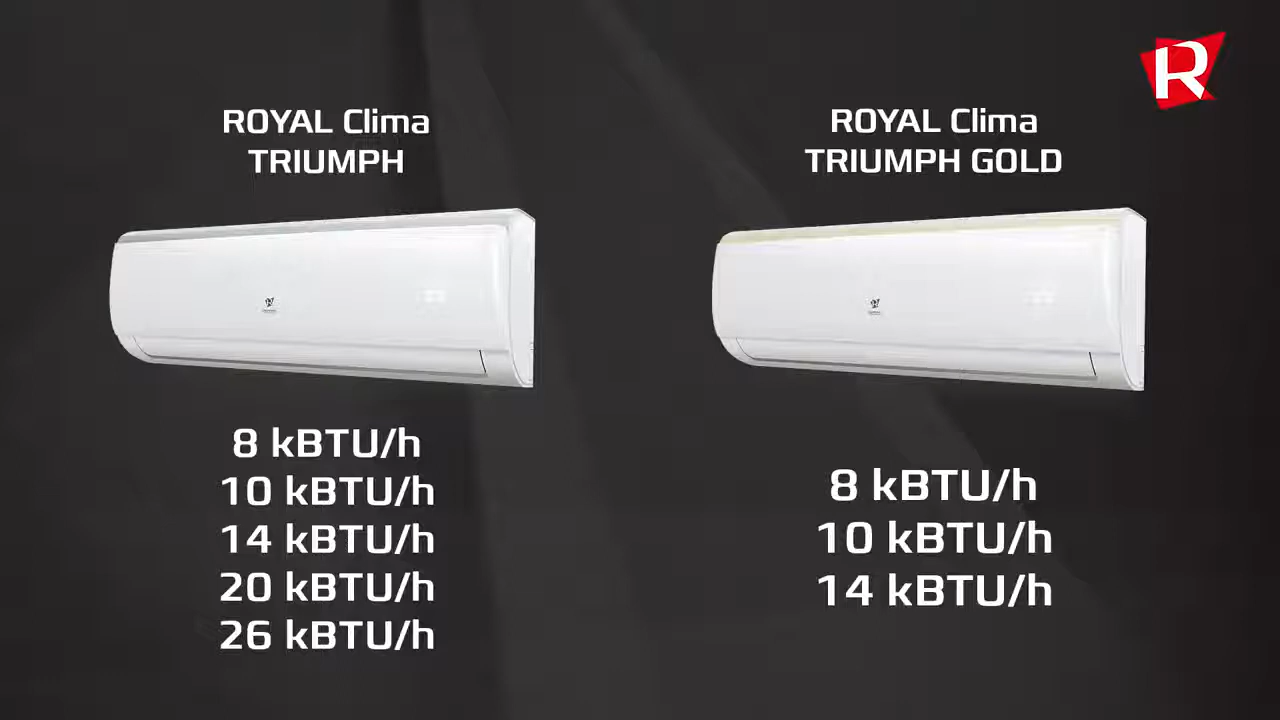 ROYAL Clima
TRIUMPH
8 kBTU/h
10 kBTU/h
14 kBTU/h
20 kBTU/h
26 kBTU/h
ROYAL Clima
TRIUMPH GOLD
8 kBTU/h
10 kBTU/h
14 kBTU/h
R